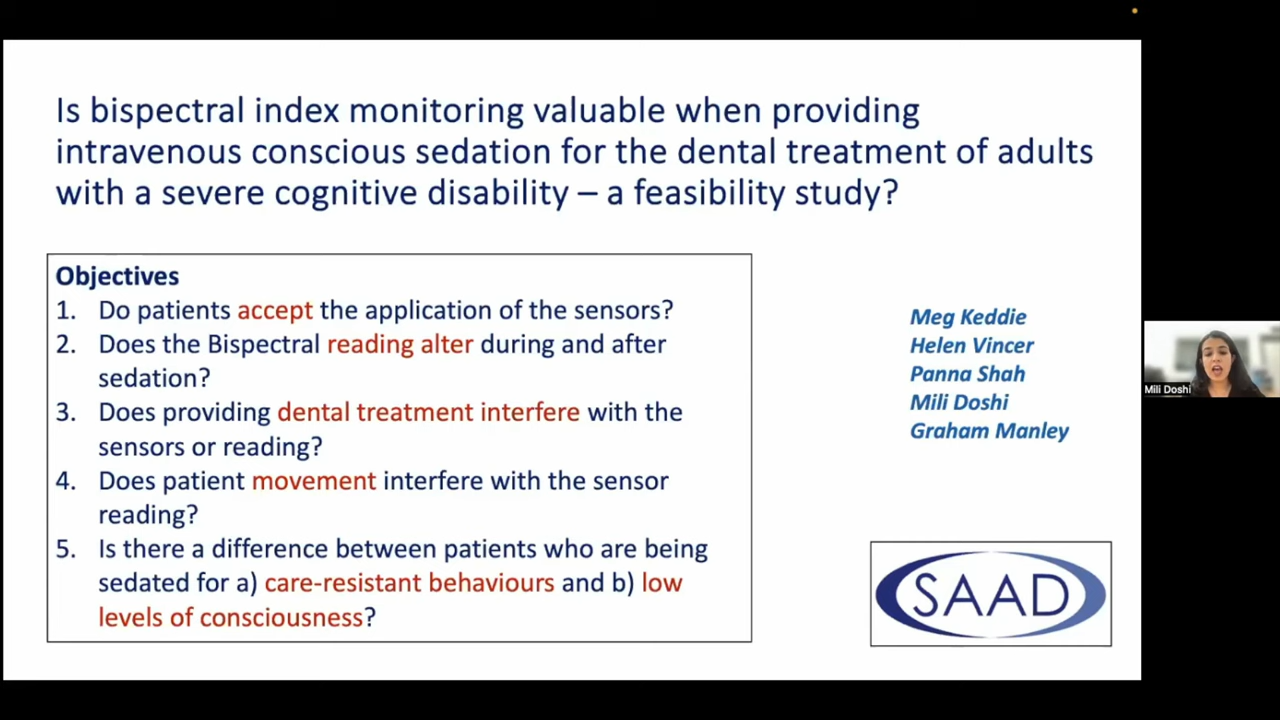 Is bispectral index monitoring valuable when providing
intravenous conscious sedation for the dental treatment of adults
with a severe cognitive disability – a feasibility study?
Objectives
1. Do patients accept the application of the sensors?
2. Does the Bispectral reading alter during and after
sedation?
3. Does providing dental treatment interfere with the
sensors or reading?
4. Does patient movement interfere with the sensor
reading?
5. Is there a difference between patients who are being
sedated for a) care-resistant behaviours and b) low
levels of consciousness?
Meg Keddie
Helen Vincer
Panna Shah
Mili Doshi
Graham Manley
SAAD
Mili Doshi